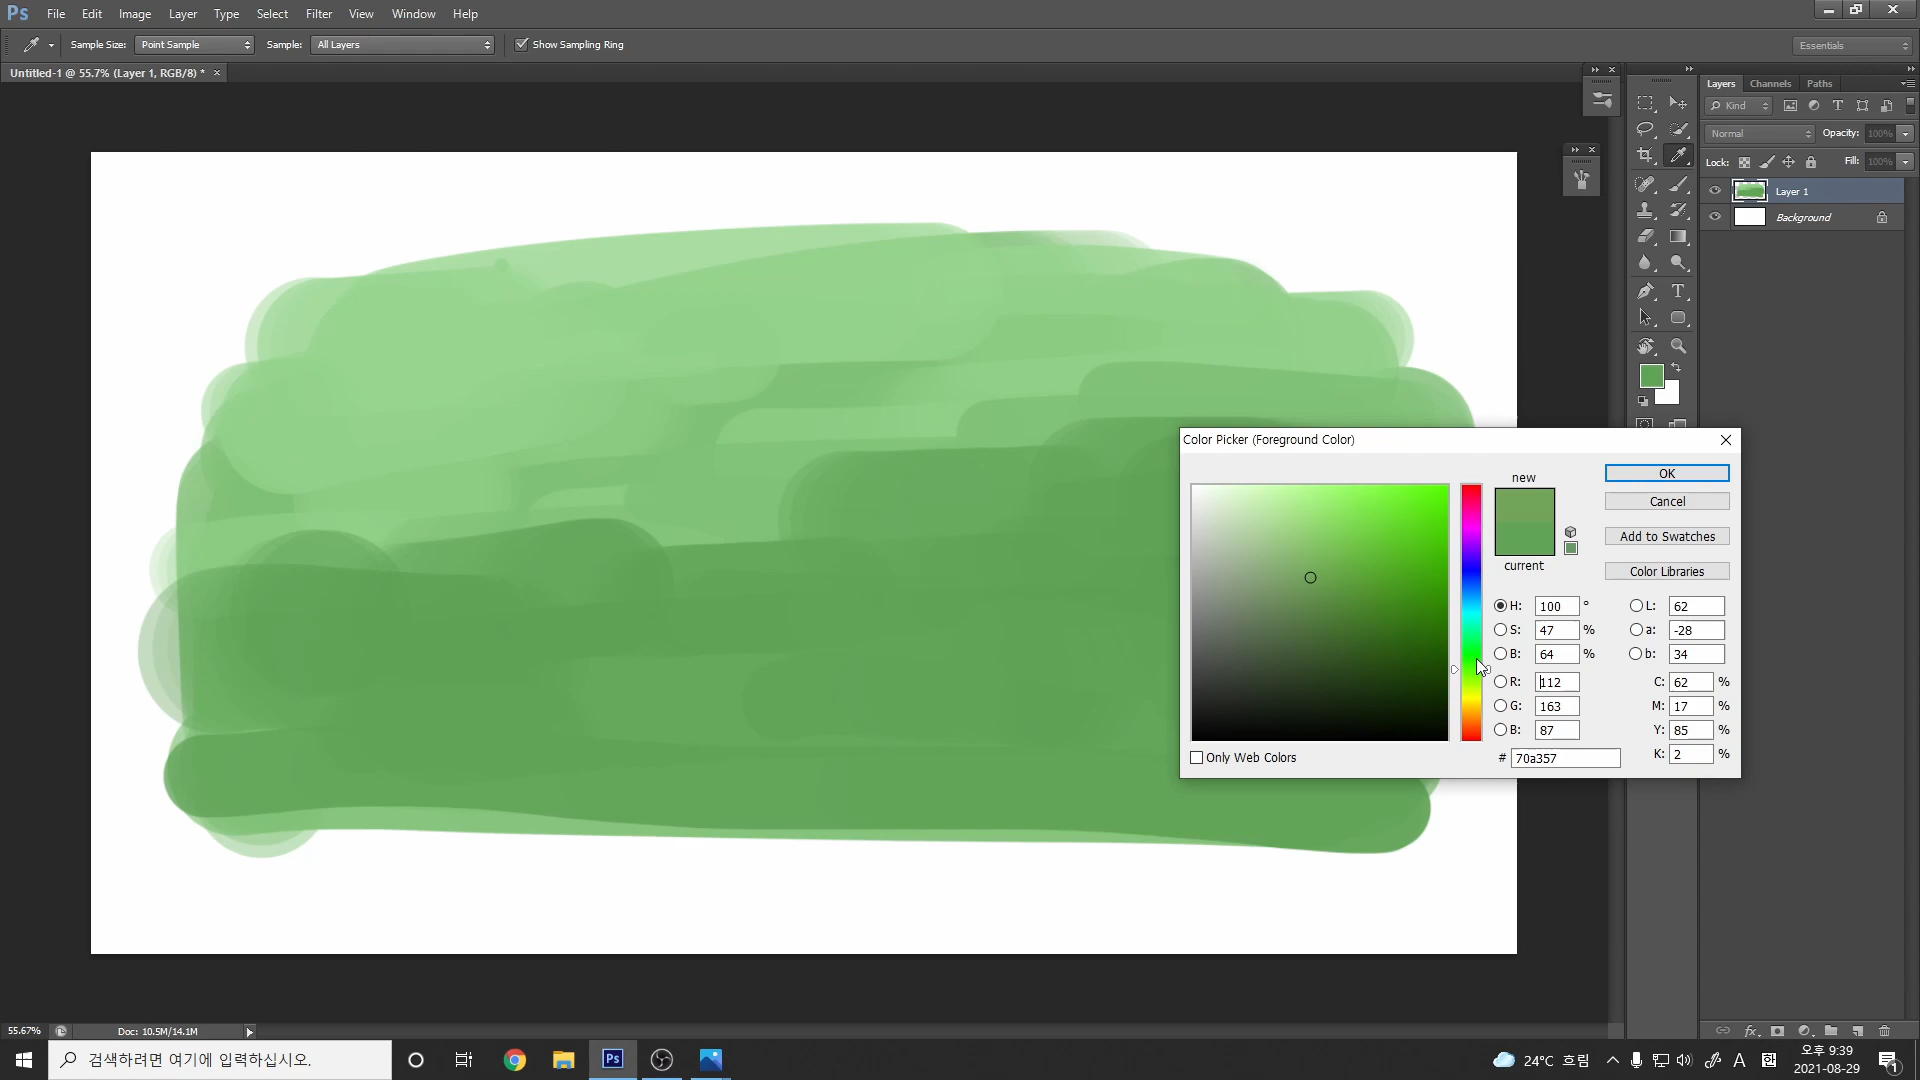 Ps File Edit Image Layer Type Select Filter View Window Help
Sample Size: Point Sample Sample: All Layers Show Sampling Ring Essentials
Untitled-1 @ 55.7% (Layer 1, RGB/8) * ×
Layers Channels Paths
Kind T
Normal Opacity: 100%
Lock: Fill: 100%
Layer 1
Background
T
Color Picker (Foreground Color)
new
current
OK
Cancel
Add to Swatches
Color Libraries
H: 100 ° L: 62
S: 47 % a: -28
B: 64 % b: 34
R: 112 C: 62 %
G: 163 M: 17 %
B: 87 Y: 85 %
# 70a357 K: 2 %
Only Web Colors
55.67% Doc: 10.5M/14.1M fx
검색하려면 여기에 입력하십시오.
Ps
24°C 흐림 A 한
오후 9:39
2021-08-29
1